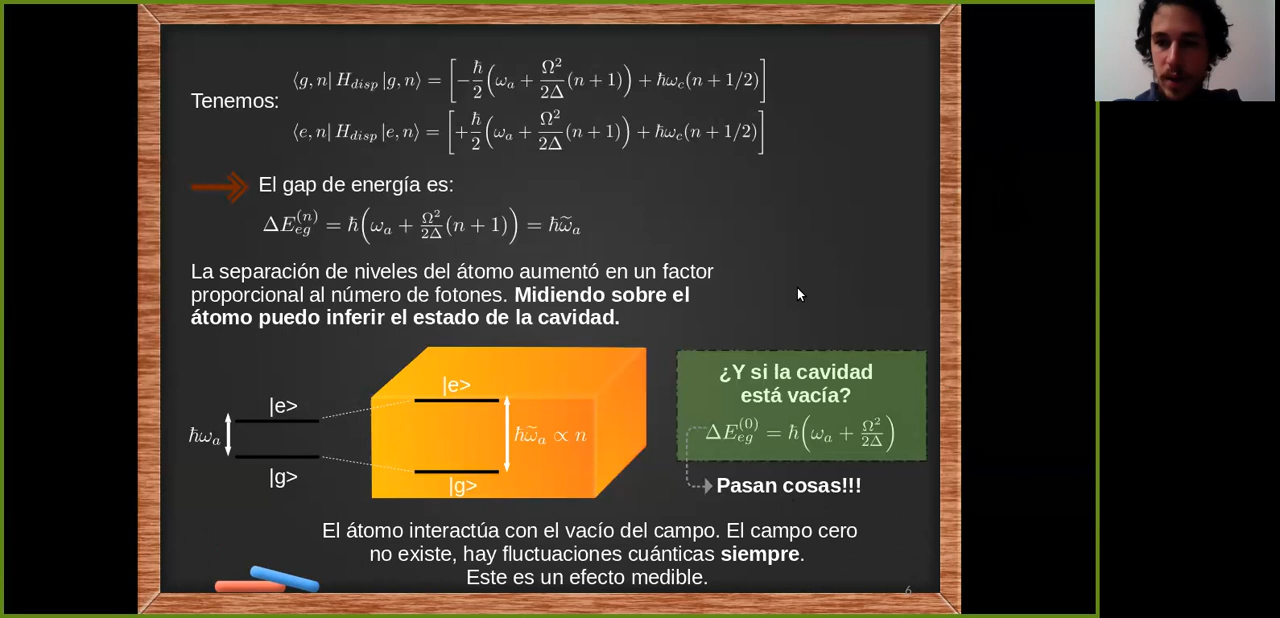 Tenemos:
⟨g, n| H_disp |g, n⟩ = [−ħ/2 (ω_a + Ω²/2Δ (n + 1)) + ħω_c(n + 1/2)]
⟨e, n| H_disp |e, n⟩ = [+ħ/2 (ω_a + Ω²/2Δ (n + 1)) + ħω_c(n + 1/2)]
El gap de energía es:
ΔE_eg^(n) = ħ(ω_a + Ω²/2Δ (n + 1)) = ħω̃_a
La separación de niveles del átomo aumentó en un factor
proporcional al número de fotones. Midiendo sobre el
átomo puedo inferir el estado de la cavidad.
|e>
ħω_a
|g>
|e>
ħω̃_a ∝ n
|g>
¿Y si la cavidad
está vacía?
ΔE_eg^(0) = ħ(ω_a + Ω²/2Δ)
Pasan cosas!!!
El átomo interactúa con el vacío del campo. El campo cero
no existe, hay fluctuaciones cuánticas siempre.
Este es un efecto medible.
6